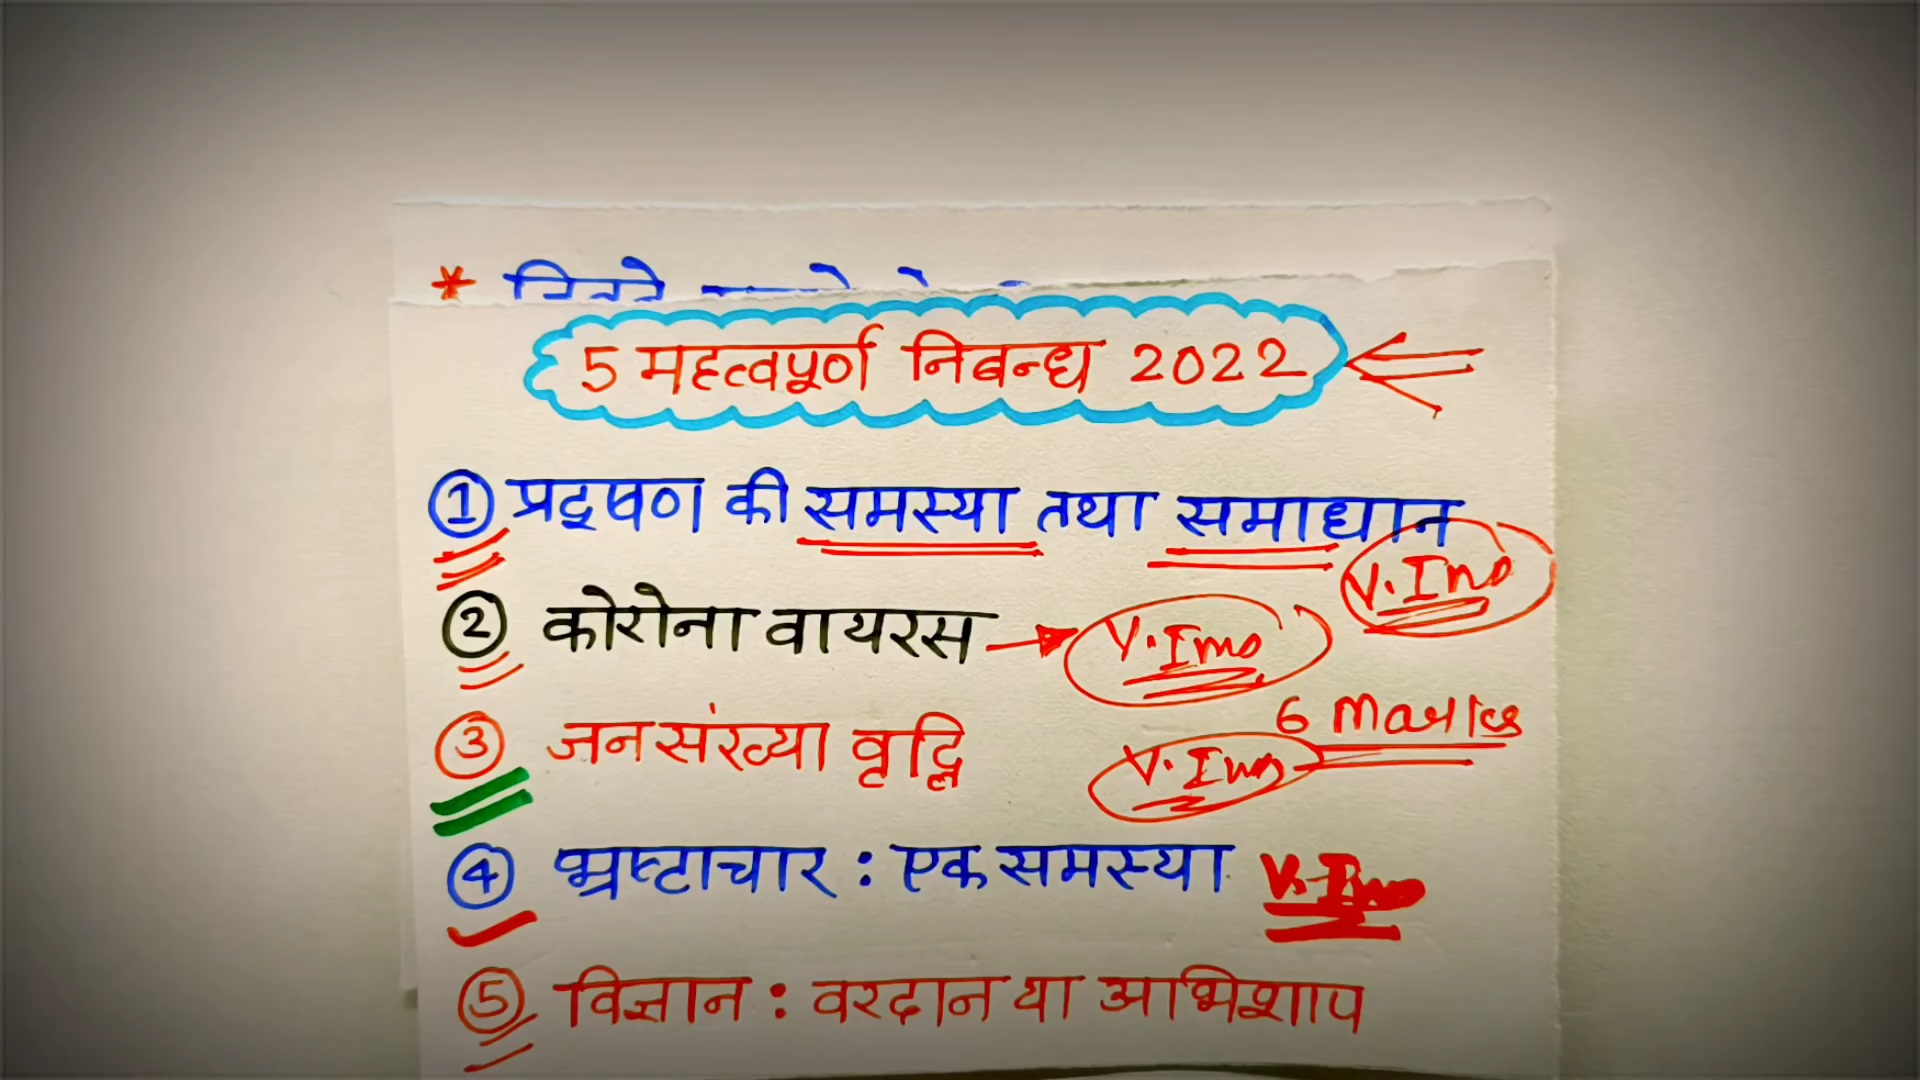 *
5 महत्वपूर्ण निबन्ध 2022
① प्रदूषण की समस्या तथा समाधान
V. Imp
② कोरोना वायरस → V. Imp
6 Marks
③ जनसंख्या वृद्धि V. Imp
④ भ्रष्टाचार : एक समस्या V. Imp
⑤ विज्ञान : वरदान या अभिशाप